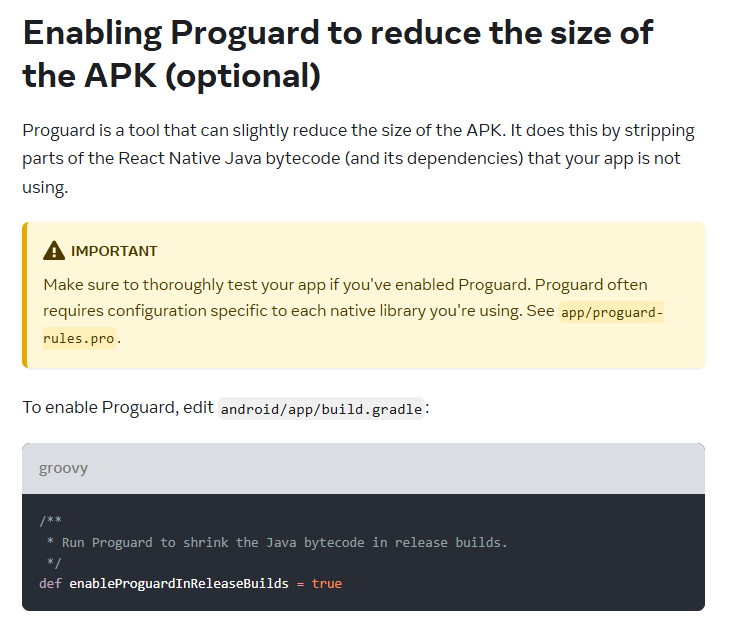 Enabling Proguard to reduce the size of
the APK (optional)
Proguard is a tool that can slightly reduce the size of the APK. It does this by stripping
parts of the React Native Java bytecode (and its dependencies) that your app is not
using.
IMPORTANT
Make sure to thoroughly test your app if you've enabled Proguard. Proguard often
requires configuration specific to each native library you're using. See app/proguard-
rules.pro.
To enable Proguard, edit android/app/build.gradle:
groovy
/**
 * Run Proguard to shrink the Java bytecode in release builds.
 */
def enableProguardInReleaseBuilds = true